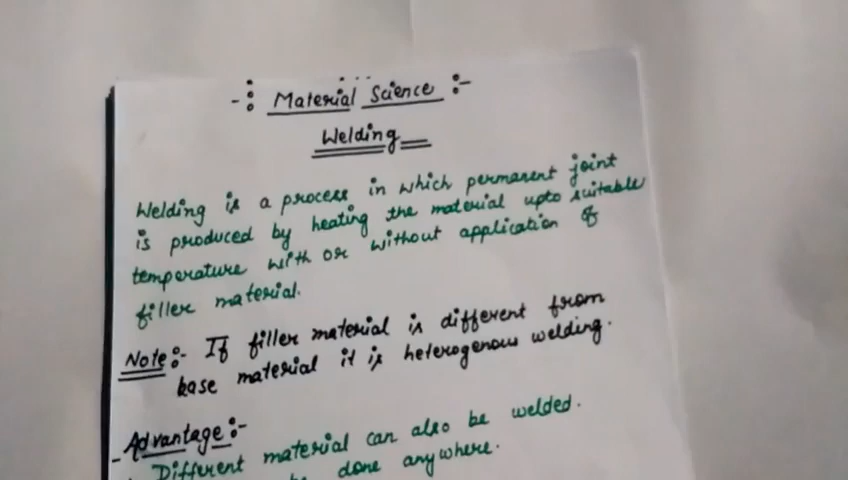 -: Material Science :-
Welding
Welding is a process in which permanent joint
is produced by heating the material upto suitable
temperature with or without application of
filler material.
Note:- If filler material is different from
base material it is heterogenous welding.
Advantage:-
Different material can also be welded.
be done anywhere.